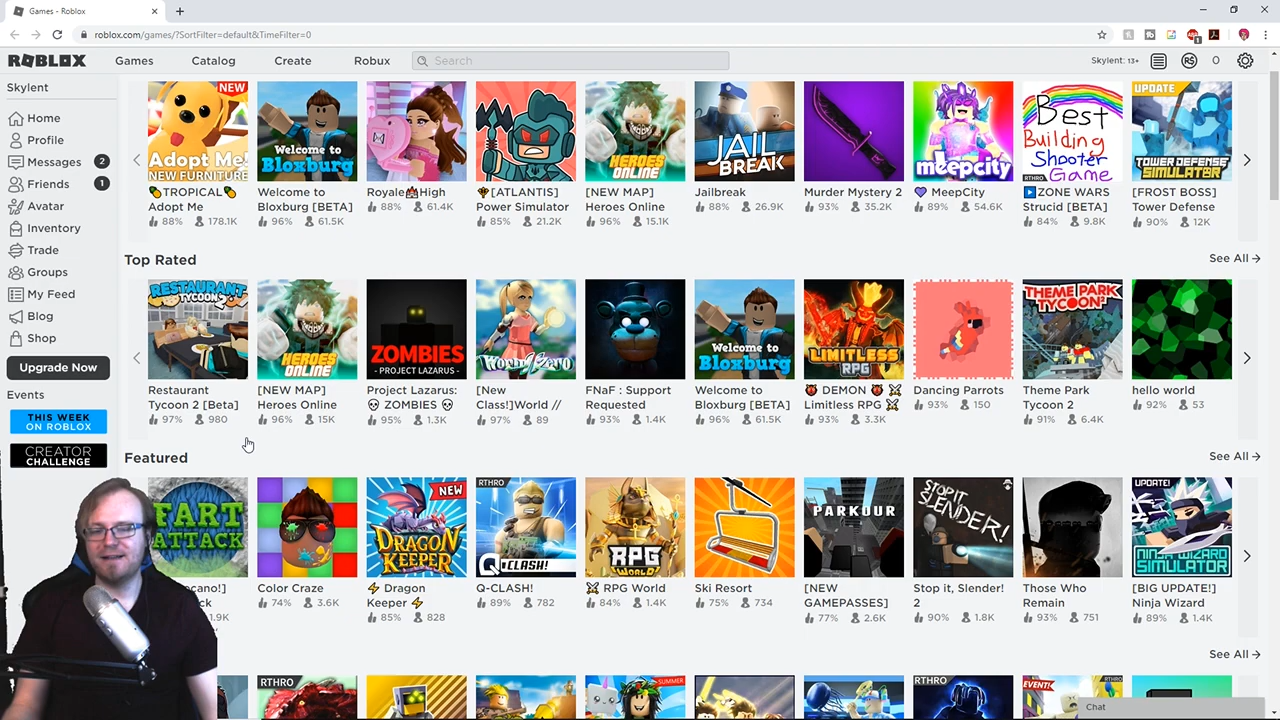 Games - Roblox
roblox.com/games/?SortFilter=default&TimeFilter=0
ROBLOX Games Catalog Create Robux Search Skylent: 13+ 0
Skylent
Home
Profile
Messages 2
Friends 1
Avatar
Inventory
Trade
Groups
My Feed
Blog
Shop
Upgrade Now
Events
THIS WEEK
ON ROBLOX
CREATOR
CHALLENGE
NEW
Adopt Me!
NEW FURNITURE
TROPICAL
Adopt Me
88% 178.1K
Welcome to
Bloxburg
Welcome to
Bloxburg [BETA]
96% 61.5K
Royale High
88% 61.4K
[ATLANTIS]
Power Simulator
85% 21.2K
HEROES
ONLINE
[NEW MAP]
Heroes Online
96% 15.1K
JAIL
BREAK
Jailbreak
88% 26.9K
Murder Mystery 2
93% 35.2K
meepcity
MeepCity
89% 54.6K
Best
Building
Shooter
Game
RTHRO
ZONE WARS
Strucid [BETA]
84% 9.8K
UPDATE
TOWER DEFENSE
SIMULATOR
[FROST BOSS]
Tower Defense
90% 12K
Top Rated
See All
RESTAURANT
TYCOON
Restaurant
Tycoon 2 [Beta]
97% 980
HEROES
ONLINE
[NEW MAP]
Heroes Online
96% 15K
ZOMBIES
- PROJECT LAZARUS -
Project Lazarus:
ZOMBIES
95% 1.3K
World//Zero
[New
Class!]World //
97% 89
FNaF : Support
Requested
93% 1.4K
Welcome to
Bloxburg
Welcome to
Bloxburg [BETA]
96% 61.5K
LIMITLESS
RPG
DEMON
Limitless RPG
93% 3.3K
Dancing Parrots
93% 150
THEME PARK
TYCOON 2
Theme Park
Tycoon 2
91% 6.4K
hello world
92% 53
Featured
See All
FART
ATTACK
Color Craze
74% 3.6K
NEW
DRAGON
KEEPER
Dragon
Keeper
85% 828
RTHRO
Q-CLASH!
Q-CLASH!
89% 782
RPG
WORLD!
RPG World
84% 1.4K
Ski Resort
75% 734
PARKOUR
[NEW
GAMEPASSES]
77% 2.6K
STOP IT,
SLENDER!
Stop it, Slender!
2
90% 1.8K
Those Who
Remain
93% 751
UPDATE!
NINJA WIZARD
SIMULATOR
[BIG UPDATE!]
Ninja Wizard
89% 1.4K
See All
RTHRO
SUMMER
RTHRO
EVENT!
Chat